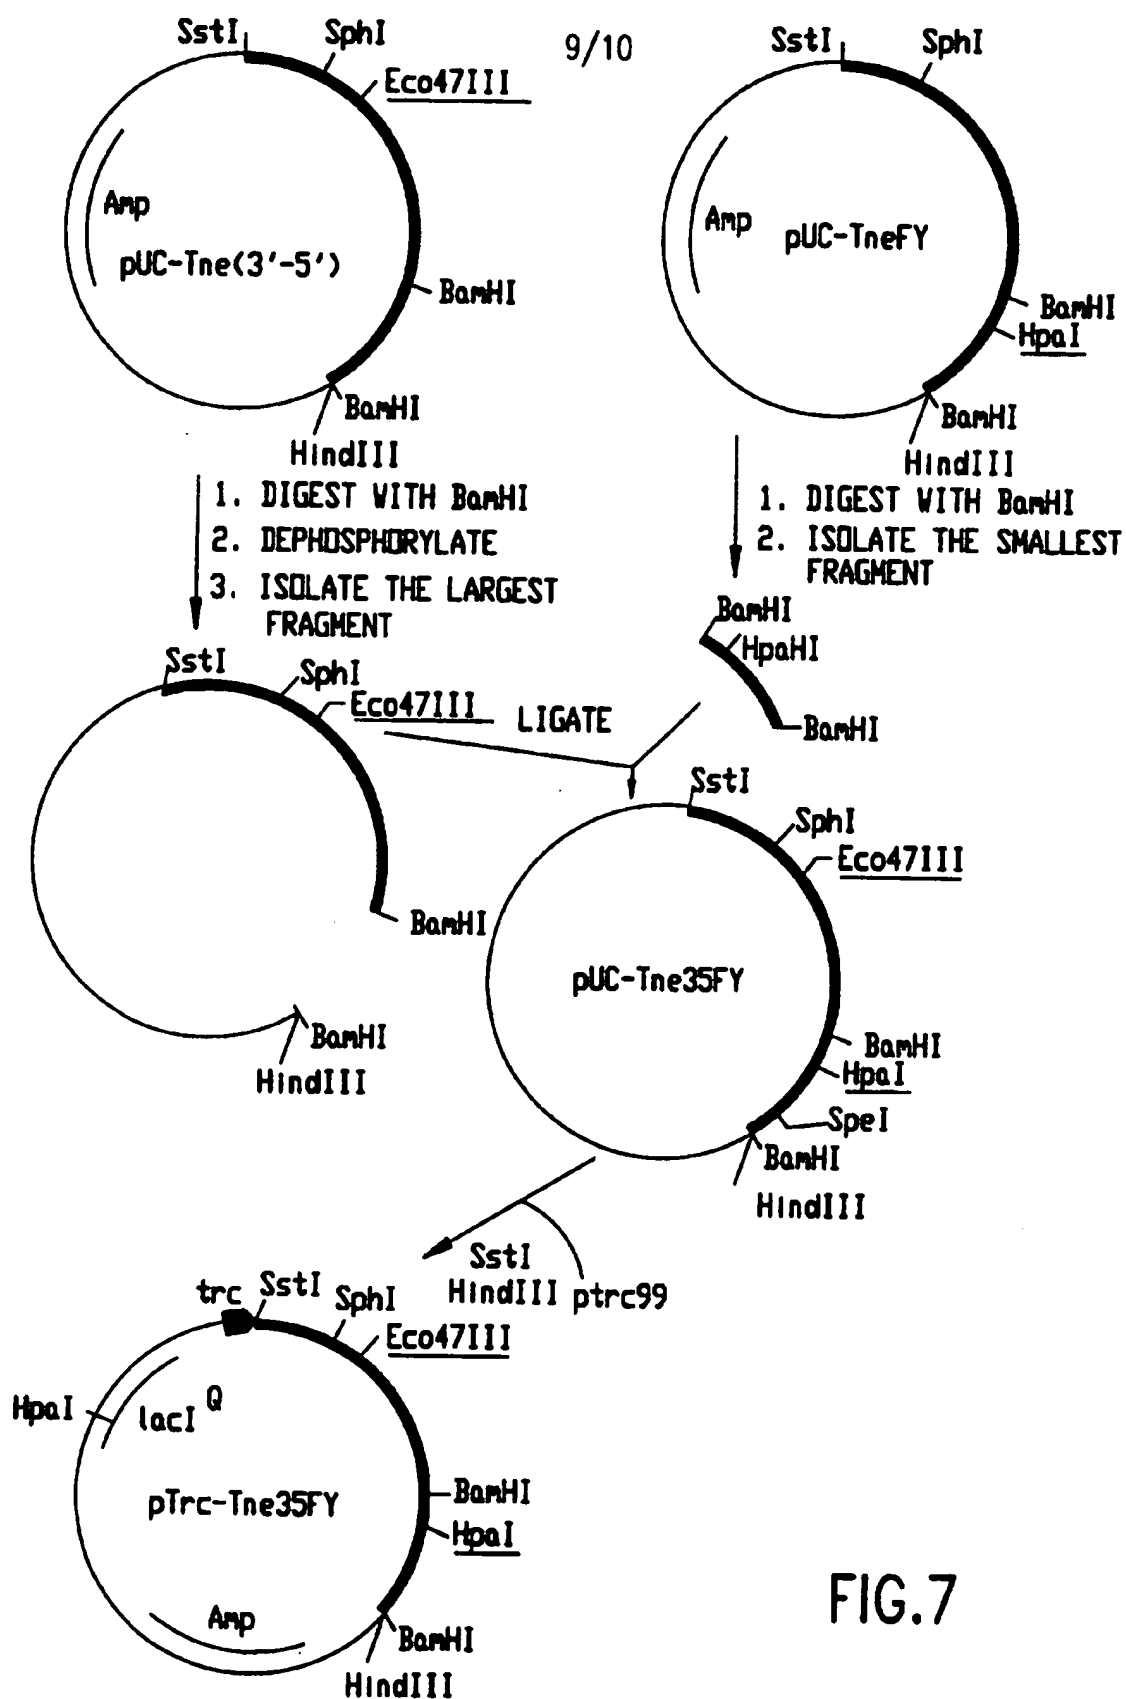 9/10
SstI
SphI
Eco47III
Amp
pUC-Tne(3'-5')
BamHI
BamHI
HindIII
SstI
SphI
Amp
pUC-TneFY
BamHI
HpaI
BamHI
HindIII
1. DIGEST WITH BamHI
2. DEPHOSPHORYLATE
3. ISOLATE THE LARGEST
FRAGMENT
1. DIGEST WITH BamHI
2. ISOLATE THE SMALLEST
FRAGMENT
BamHI
HpaHI
BamHI
SstI
SphI
Eco47III
BamHI
BamHI
HindIII
LIGATE
SstI
SphI
Eco47III
pUC-Tne35FY
BamHI
HpaI
SpeI
BamHI
HindIII
SstI
HindIII
ptrc99
trc
SstI
SphI
Eco47III
HpaI
lacI Q
pTrc-Tne35FY
BamHI
HpaI
Amp
BamHI
HindIII
FIG.7